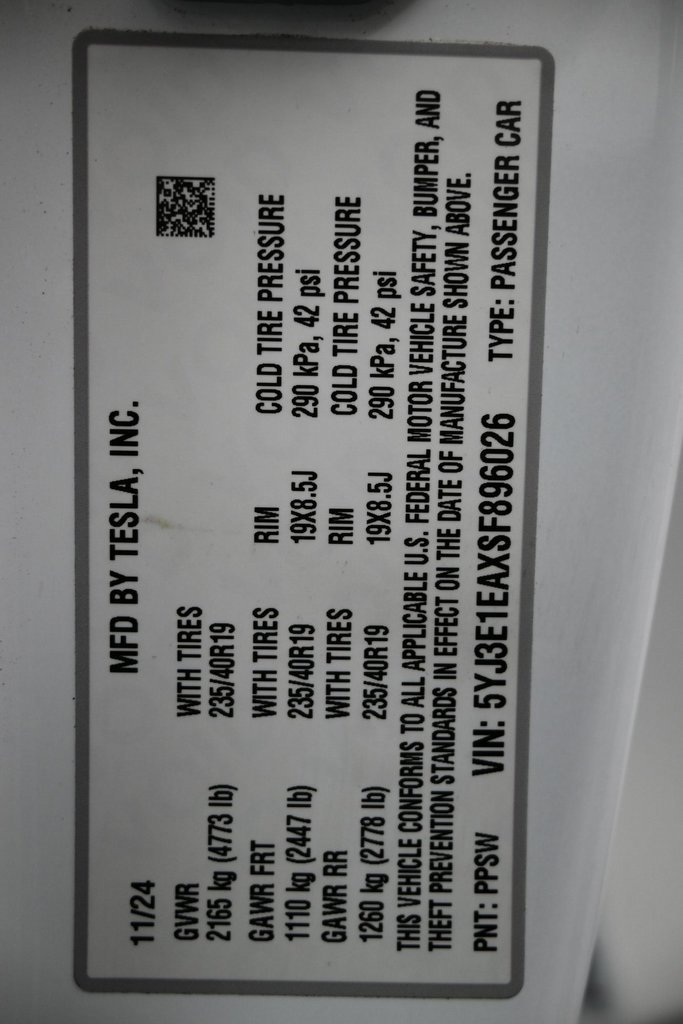 MFD BY TESLA, INC.
11/24
GVWR WITH TIRES
2165 kg (4773 lb) 235/40R19
GAWR FRT WITH TIRES RIM COLD TIRE PRESSURE
1110 kg (2447 lb) 235/40R19 19X8.5J 290 kPa, 42 psi
GAWR RR WITH TIRES RIM COLD TIRE PRESSURE
1260 kg (2778 lb) 235/40R19 19X8.5J 290 kPa, 42 psi
THIS VEHICLE CONFORMS TO ALL APPLICABLE U.S. FEDERAL MOTOR VEHICLE SAFETY, BUMPER, AND
THEFT PREVENTION STANDARDS IN EFFECT ON THE DATE OF MANUFACTURE SHOWN ABOVE.
PNT: PPSW VIN: 5YJ3E1EAXSF896026 TYPE: PASSENGER CAR